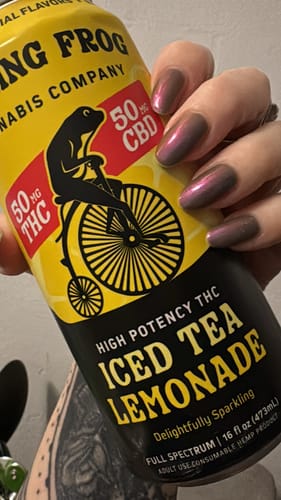 FLAVORS
ING FROG
NABIS COMPANY
50 MG
THC
50 MG
CBD
HIGH POTENCY THC
ICED TEA
LEMONADE
Delightfully Sparkling
FULL SPECTRUM | 16 fl oz (473mL)
ADULT USE. CONSUMABLE HEMP PRODUCT